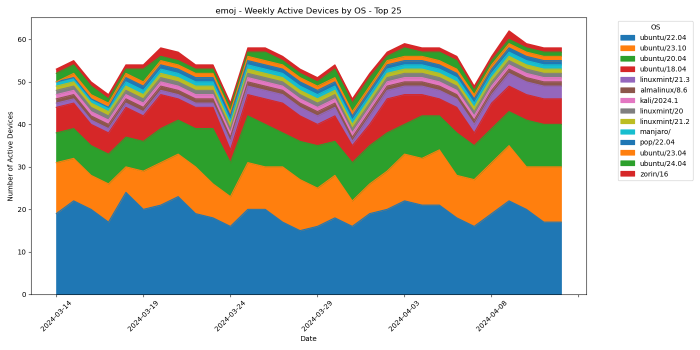 emoj - Weekly Active Devices by OS - Top 25
Number of Active Devices
60
50
40
30
20
10
0
2024-03-14
2024-03-19
2024-03-24
2024-03-29
2024-04-03
2024-04-08
Date
OS
ubuntu/22.04
ubuntu/23.10
ubuntu/20.04
ubuntu/18.04
linuxmint/21.3
almalinux/8.6
kali/2024.1
linuxmint/20
linuxmint/21.2
manjaro/
pop/22.04
ubuntu/23.04
ubuntu/24.04
zorin/16